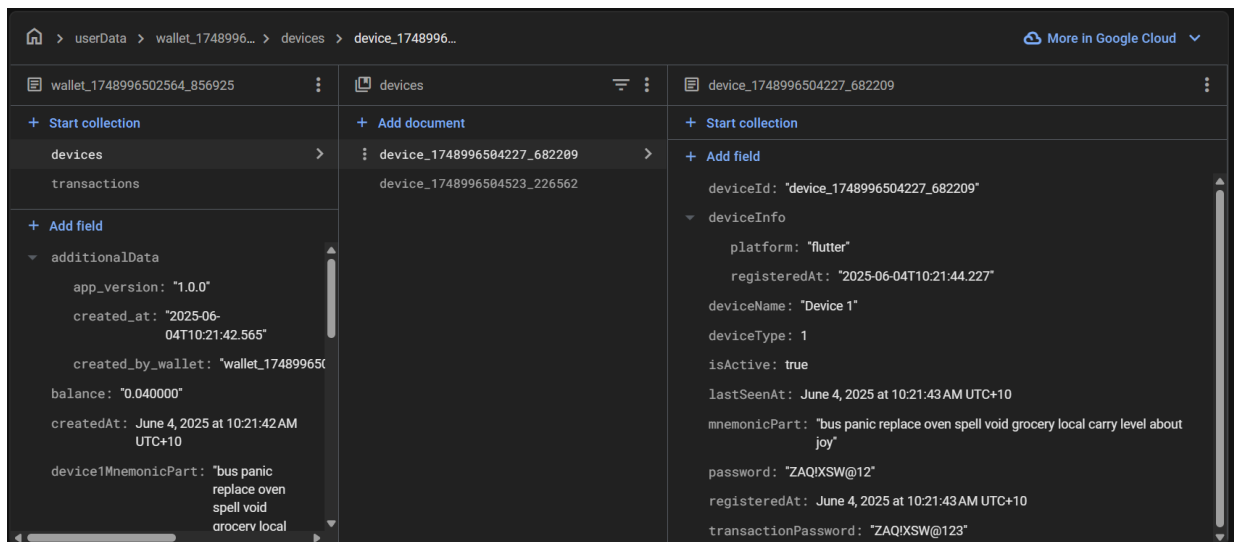 userData
wallet_1748996…
devices
device_1748996…
More in Google Cloud
wallet_1748996502564_856925
Start collection
devices
transactions
Add field
additionalData
app_version: "1.0.0"
created_at: "2025-06-
04T10:21:42.565"
created_by_wallet: "wallet_174899650
balance: "0.040000"
createdAt: June 4, 2025 at 10:21:42 AM
UTC+10
device1MnemonicPart: "bus panic
replace oven
spell void
grocery local
devices
Add document
device_1748996504227_682209
device_1748996504523_226562
device_1748996504227_682209
Start collection
Add field
deviceId: "device_1748996504227_682209"
deviceInfo
platform: "flutter"
registeredAt: "2025-06-04T10:21:44.227"
deviceName: "Device 1"
deviceType: 1
isActive: true
lastSeenAt: June 4, 2025 at 10:21:43 AM UTC+10
mnemonicPart: "bus panic replace oven spell void grocery local carry level about
joy"
password: "ZAQ!XSW@12"
registeredAt: June 4, 2025 at 10:21:43 AM UTC+10
transactionPassword: "ZAQ!XSW@123"